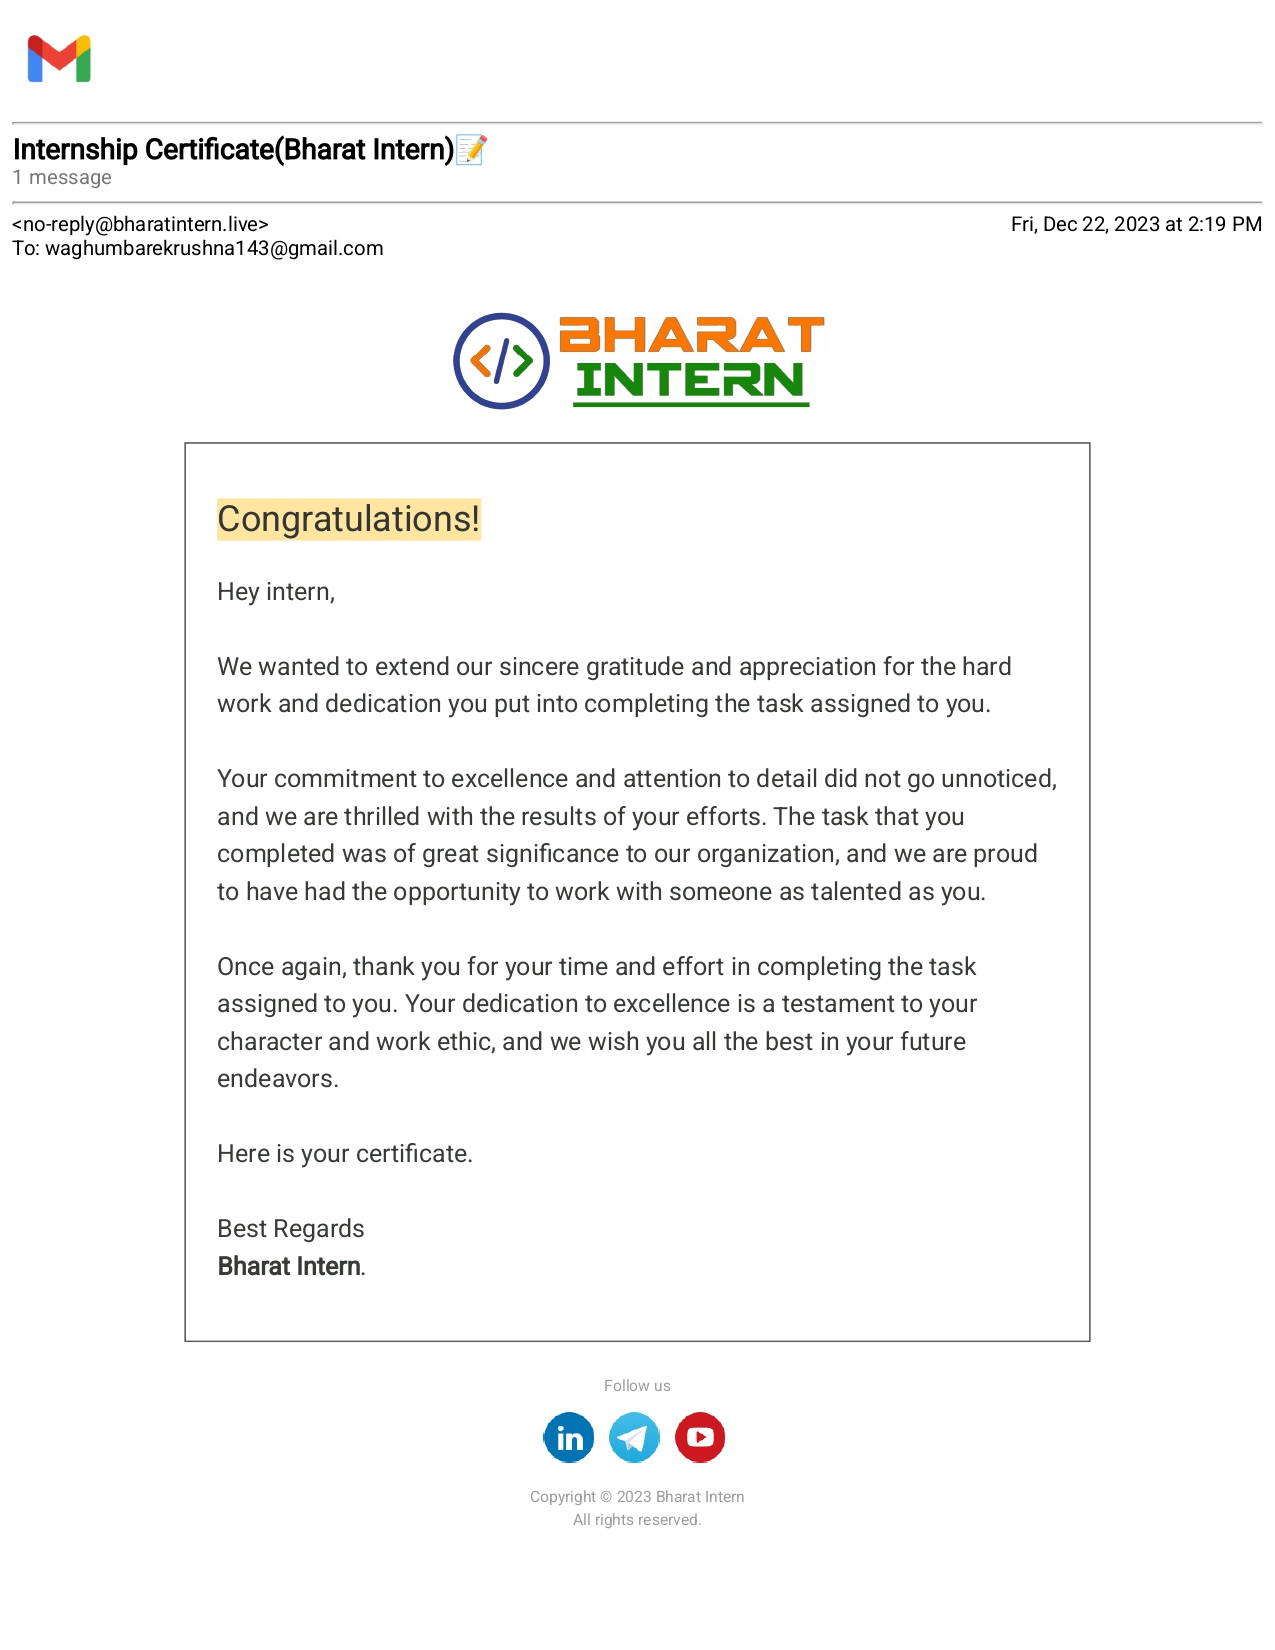 Internship Certificate(Bharat Intern)📝
1 message
<no-reply@bharatintern.live>
Fri, Dec 22, 2023 at 2:19 PM
To: waghumbarekrushna143@gmail.com
</> BHARAT
INTERN
Congratulations!
Hey intern,
We wanted to extend our sincere gratitude and appreciation for the hard
work and dedication you put into completing the task assigned to you.
Your commitment to excellence and attention to detail did not go unnoticed,
and we are thrilled with the results of your efforts. The task that you
completed was of great significance to our organization, and we are proud
to have had the opportunity to work with someone as talented as you.
Once again, thank you for your time and effort in completing the task
assigned to you. Your dedication to excellence is a testament to your
character and work ethic, and we wish you all the best in your future
endeavors.
Here is your certificate.
Best Regards
Bharat Intern.
Follow us
in
Copyright © 2023 Bharat Intern
All rights reserved.